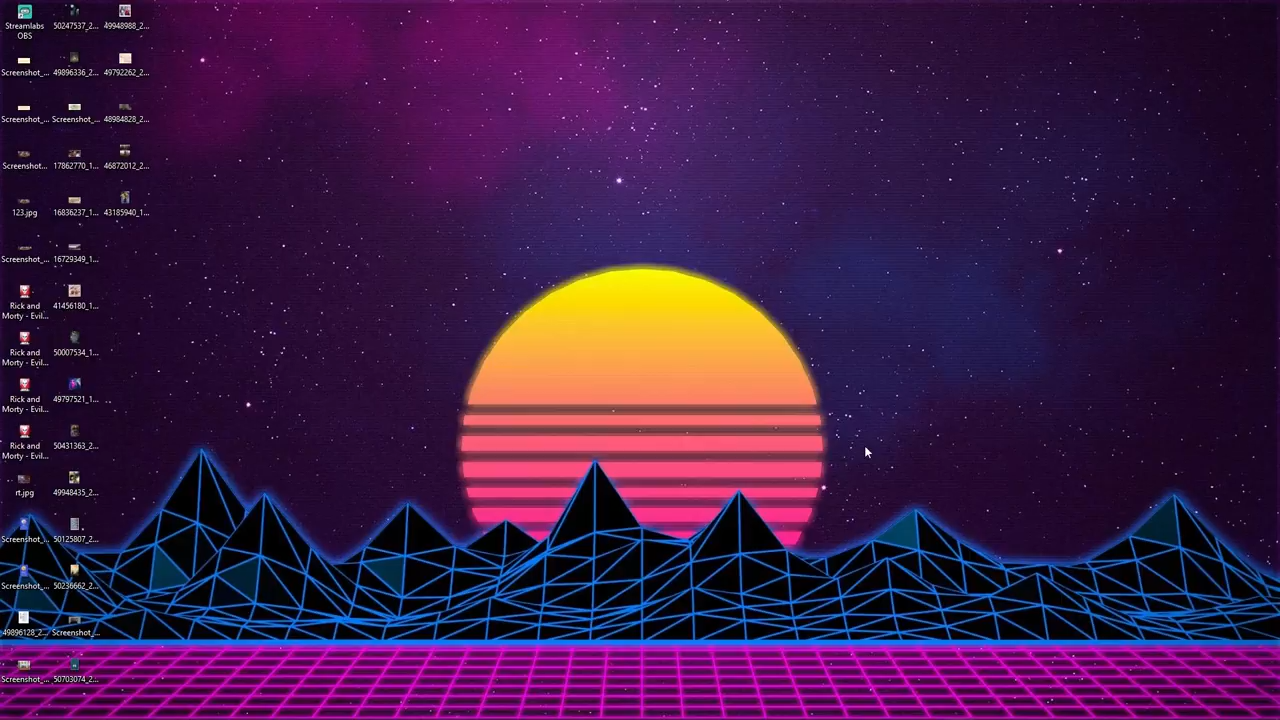 Streamlabs
OBS
50247537_2...
49948988_2...
Screenshot_...
49896336_2...
49792262_2...
Screenshot_...
Screenshot_...
48984828_2...
Screenshot...
17862770_1...
46872012_2...
123.jpg
16836237_1...
43185940_1...
Screenshot_...
16729349_1...
Rick and
Morty - Evil...
41456180_1...
Rick and
Morty - Evil...
50007534_1...
Rick and
Morty - Evil...
49797521_1...
Rick and
Morty - Evil...
50431363_2...
rt.jpg
49948435_2...
Screenshot_...
50125807_2...
Screenshot_...
50236662_2...
49896128_2...
Screenshot_...
Screenshot_...
50703074_2...